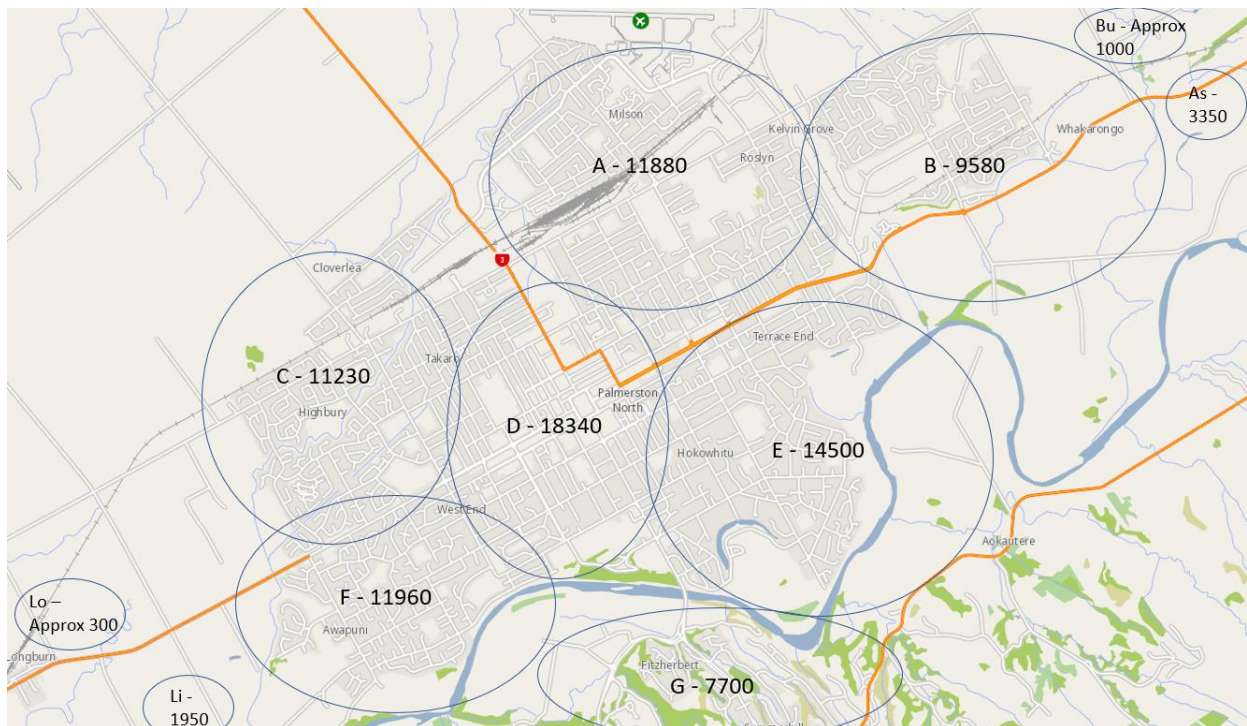 Bu - Approx
1000
As -
3350
Milson
Kelvin Grove
Whakarongo
Roslyn
A - 11880
B - 9580
3
Cloverlea
Terrace End
Takaro
C - 11230
Highbury
Palmerston
North
D - 18340
Hokowhitu
E - 14500
West End
Aokautere
Lo –
Approx 300
F - 11960
Awapuni
Longburn
Fitzherbert
G - 7700
Li -
1950